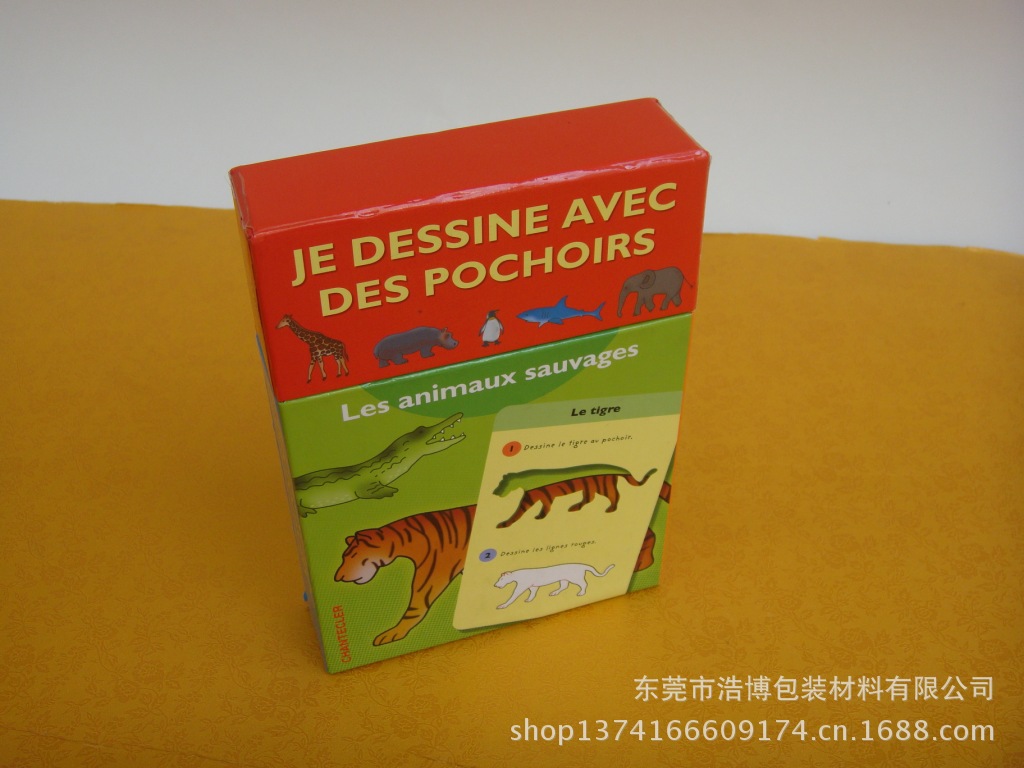 JE DESSINE AVEC
DES POCHOIRS
Les animaux sauvages
Le tigre
1 Dessine le tigre au pochoir.
2 Dessine les lignes rouges.
CHANTECLER
东莞市浩博包装材料有限公司
shop1374166609174.cn.1688.com